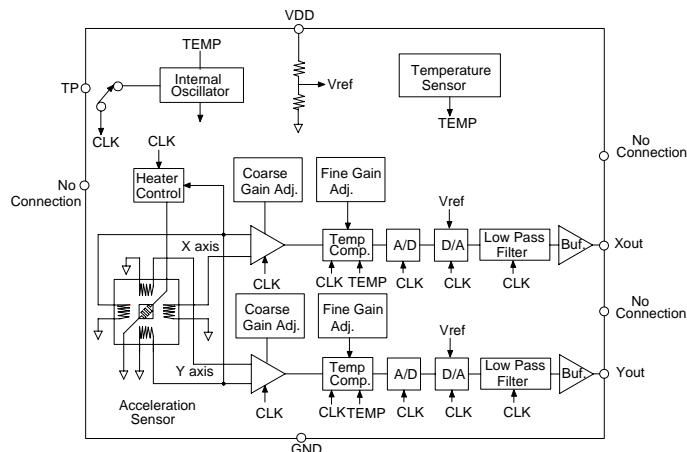 VDD
TEMP
Internal
Oscillator
Vref
Temperature
Sensor
TEMP
TP
CLK
CLK
No
Connection
Heater
Control
Coarse
Gain Adj.
Fine Gain
Adj.
No
Connection
Vref
X axis
Temp
Comp.
A/D
D/A
Low Pass
Filter
Buf.
Xout
CLK
CLK
TEMP
CLK
CLK
CLK
Coarse
Gain Adj.
Fine Gain
Adj.
No
Connection
Vref
Y axis
Temp
Comp.
A/D
D/A
Low Pass
Filter
Buf.
Yout
CLK
CLK
TEMP
CLK
CLK
CLK
Acceleration
Sensor
GND